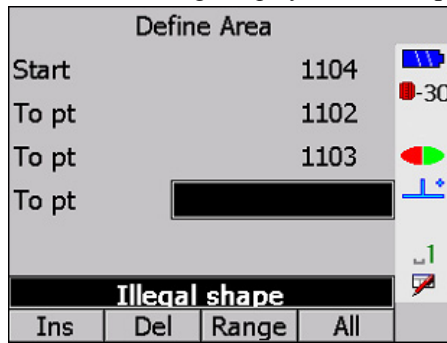 Define Area
Start 1104
-30
To pt 1102
To pt 1103
To pt
1
Illegal shape
Ins Del Range All